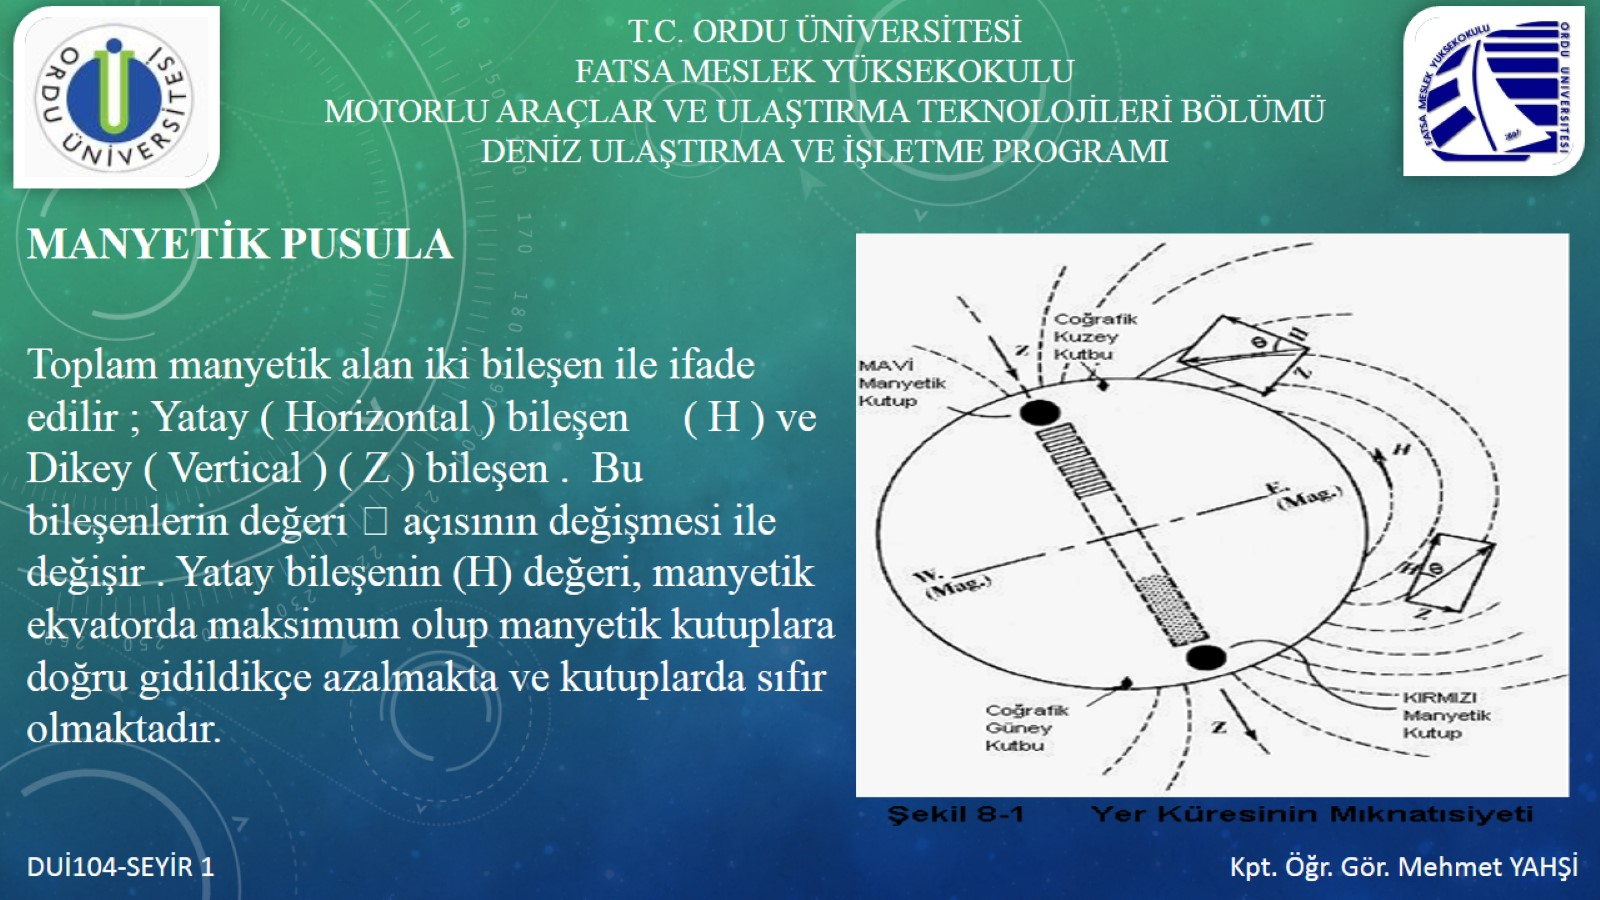 T.C. ORDU ÜNİVERSİTESİ
FATSA MESLEK YÜKSEKOKULU
MOTORLU ARAÇLAR VE ULAŞTIRMA TEKNOLOJİLERİ BÖLÜMÜ
DENİZ ULAŞTIRMA VE İŞLETME PROGRAMI
ORDU ÜNİVERSİTESİ
FATSA MESLEK YÜKSEKOKULU
ORDU ÜNİVERSİTESİ
MANYETİK PUSULA
Toplam manyetik alan iki bileşen ile ifade
edilir ; Yatay ( Horizontal ) bileşen ( H ) ve
Dikey ( Vertical ) ( Z ) bileşen . Bu
bileşenlerin değeri □ açısının değişmesi ile
değişir . Yatay bileşenin (H) değeri, manyetik
ekvatorda maksimum olup manyetik kutuplara
doğru gidildikçe azalmakta ve kutuplarda sıfır
olmaktadır.
Coğrafik
Kuzey
Kutbu
Z
MAVİ
Manyetik
Kutup
Θ
H
Z
H
E.
(Mag.)
W.
(Mag.)
H
Θ
Z
Coğrafik
Güney
Kutbu
Z
KIRMIZI
Manyetik
Kutup
Şekil 8-1 Yer Küresinin Mıknatısiyeti
DUİ104-SEYİR 1
Kpt. Öğr. Gör. Mehmet YAHŞİ